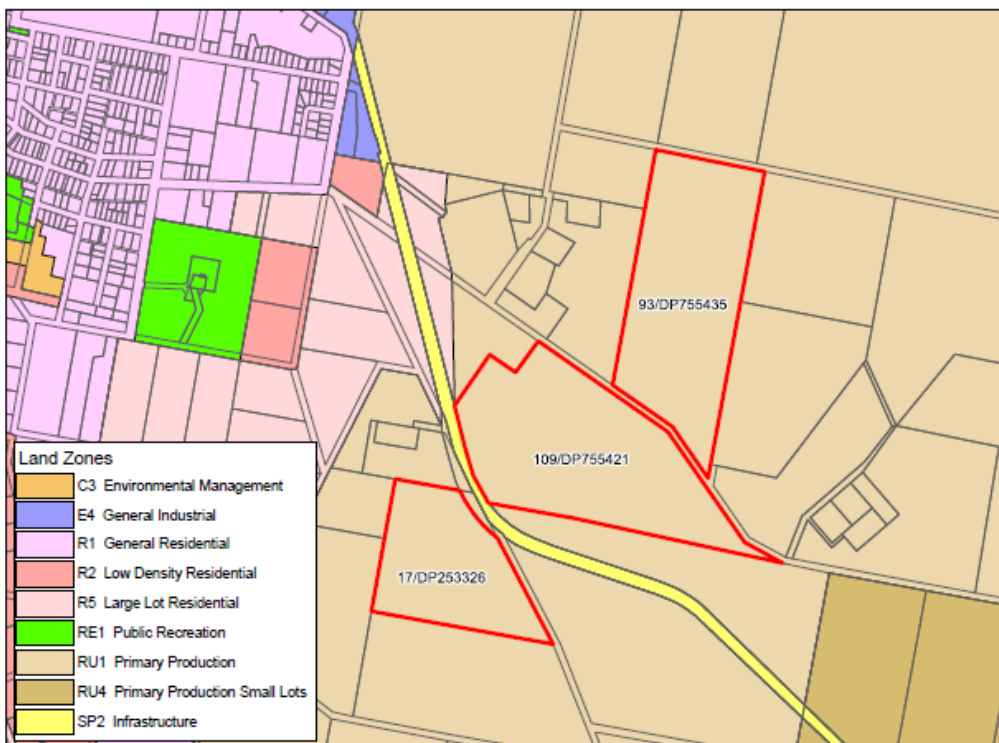 93/DP755435
109/DP755421
17/DP253326
Land Zones
C3 Environmental Management
E4 General Industrial
R1 General Residential
R2 Low Density Residential
R5 Large Lot Residential
RE1 Public Recreation
RU1 Primary Production
RU4 Primary Production Small Lots
SP2 Infrastructure